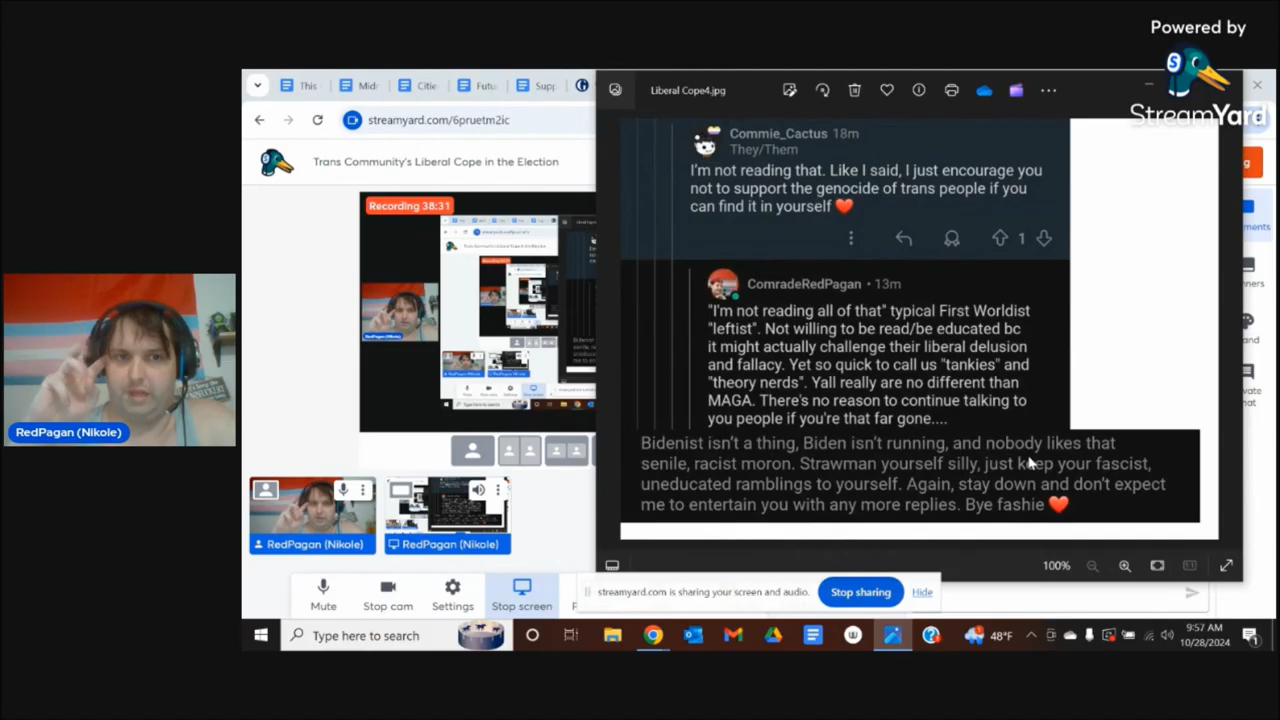 Powered by
StreamYard
This
Mid
Citie
Futu
Supp
Liberal Cope4.jpg
streamyard.com/6pruetm2ic
Trans Community's Liberal Cope in the Election
Recording 38:31
Commie_Cactus 18m
They/Them
I'm not reading that. Like I said, I just encourage you
not to support the genocide of trans people if you
can find it in yourself ❤️
1
ComradeRedPagan • 13m
"I'm not reading all of that" typical First Worldist
"leftist". Not willing to be read/be educated bc
it might actually challenge their liberal delusion
and fallacy. Yet so quick to call us "tankies" and
"theory nerds". Yall really are no different than
MAGA. There's no reason to continue talking to
you people if you're that far gone....
Bidenist isn't a thing, Biden isn't running, and nobody likes that
senile, racist moron. Strawman yourself silly, just keep your fascist,
uneducated ramblings to yourself. Again, stay down and don't expect
me to entertain you with any more replies. Bye fashie ❤️
RedPagan (Nikole)
RedPagan (Nikole)
RedPagan (Nikole)
RedPagan (Nikole)
100%
Mute
Stop cam
Settings
Stop screen
streamyard.com is sharing your screen and audio.
Stop sharing
Hide
Type here to search
48°F
9:57 AM
10/28/2024